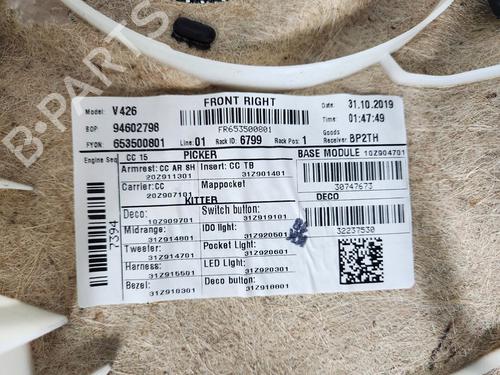 FRONT RIGHT
Model: V426
Date: 31.10.2019
BOP 94602798
FR653500801
Time: 01:47:49
FYON: 653500801
Line: 01
Rack ID: 6799
Rack Pos: 1
Goods Receiver BP2TH
Engine Seq
CC 15 PICKER
BASE MODULE 10Z904701
Armrest: CC AR SH
20Z911301
Insert: CC TB
31Z901401
30747673
Carrier: CC
20Z907101
Mappocket
KITTER
DECO
32237530
7394
Deco:
10Z909701
Switch button:
31Z919101
Midrange:
31Z914801
IDO light:
31Z920501
Tweeter:
31Z914701
Pocket Light:
31Z920601
Harness:
31Z915501
LED Light:
31Z920301
Bezel:
31Z910301
Deco button:
31Z910001
B-Parts